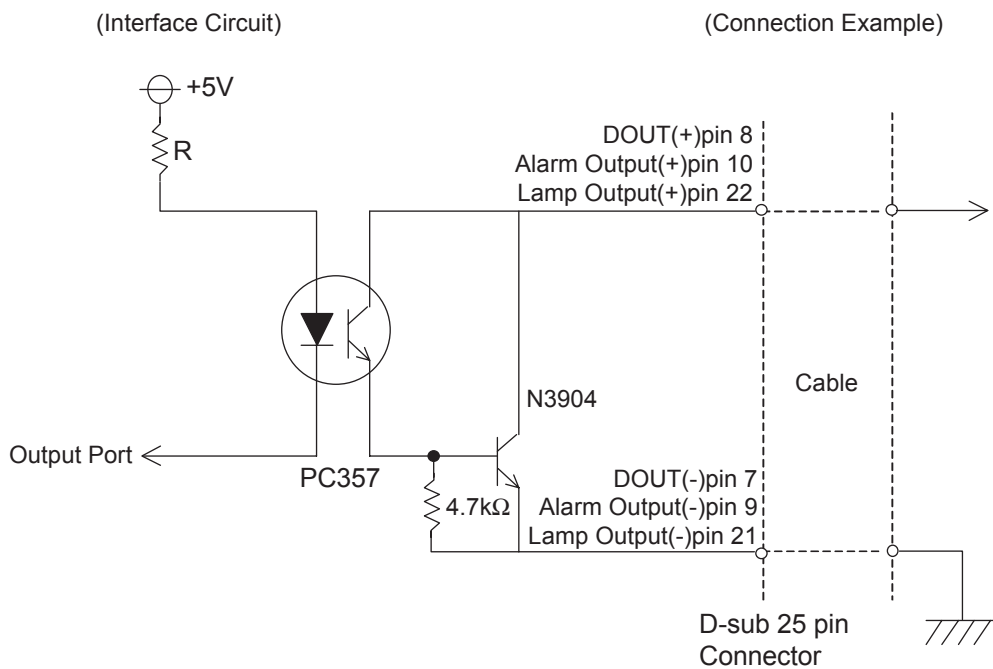 (Interface Circuit)
(Connection Example)
+5V
R
DOUT(+)pin 8
Alarm Output(+)pin 10
Lamp Output(+)pin 22
Cable
N3904
Output Port
PC357
4.7kΩ
DOUT(-)pin 7
Alarm Output(-)pin 9
Lamp Output(-)pin 21
D-sub 25 pin
Connector